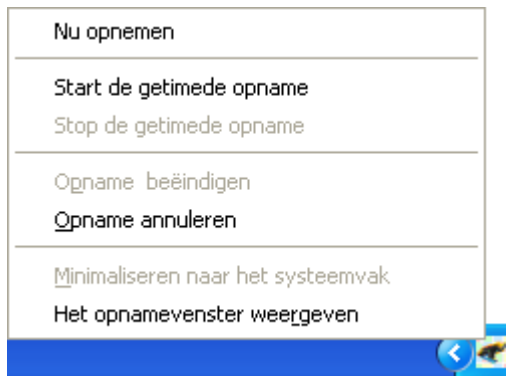 Nu opnemen
Start de getimede opname
Stop de getimede opname
Opname beëindigen
Opname annuleren
Minimaliseren naar het systeemvak
Het opnamevenster weergeven